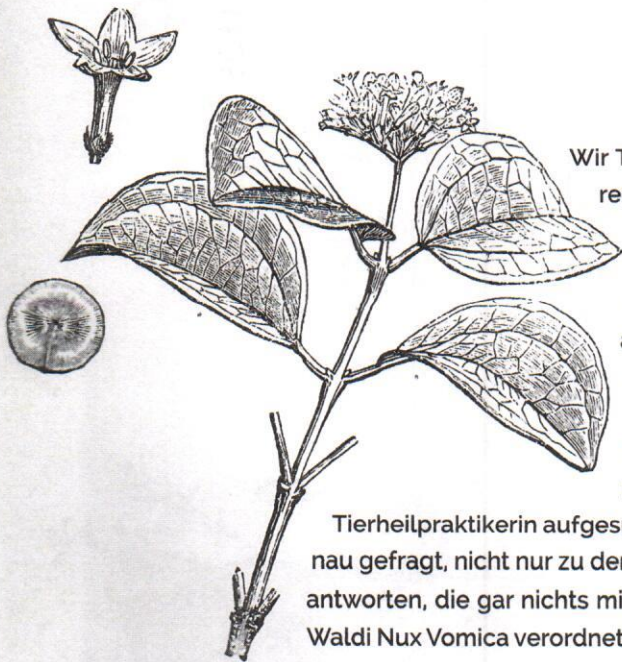 Wir T
re
Tierheilpraktikerin aufges
nau gefragt, nicht nur zu der
antworten, die gar nichts mi
Waldi Nux Vomica verordnet